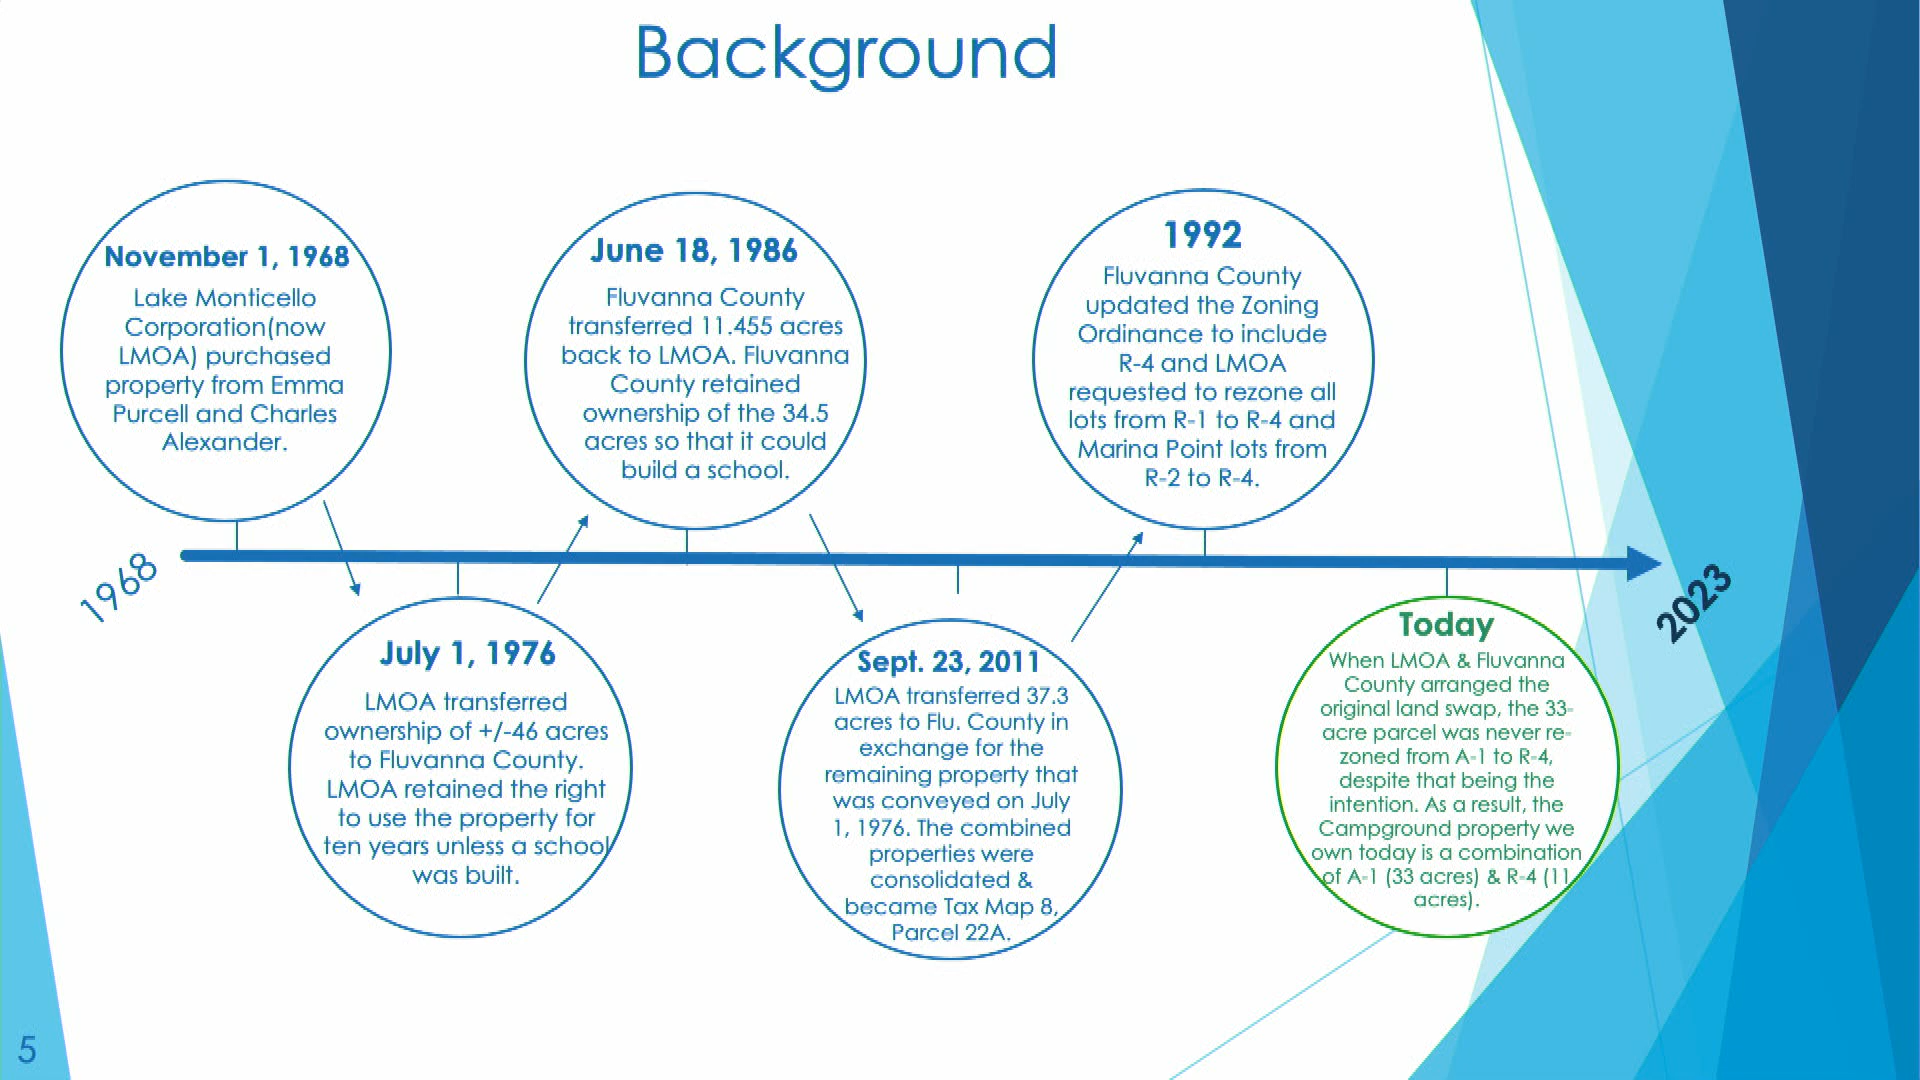 Background
November 1, 1968
Lake Monticello
Corporation(now
LMOA) purchased
property from Emma
Purcell and Charles
Alexander.
June 18, 1986
Fluvanna County
transferred 11.455 acres
back to LMOA. Fluvanna
County retained
ownership of the 34.5
acres so that it could
build a school.
1992
Fluvanna County
updated the Zoning
Ordinance to include
R-4 and LMOA
requested to rezone all
lots from R-1 to R-4 and
Marina Point lots from
R-2 to R-4.
1968
2023
July 1, 1976
LMOA transferred
ownership of +/-46 acres
to Fluvanna County.
LMOA retained the right
to use the property for
ten years unless a school
was built.
Sept. 23, 2011
LMOA transferred 37.3
acres to Flu. County in
exchange for the
remaining property that
was conveyed on July
1, 1976. The combined
properties were
consolidated &
became Tax Map 8,
Parcel 22A.
Today
When LMOA & Fluvanna
County arranged the
original land swap, the 33-
acre parcel was never re-
zoned from A-1 to R-4,
despite that being the
intention. As a result, the
Campground property we
own today is a combination
of A-1 (33 acres) & R-4 (11
acres).
5